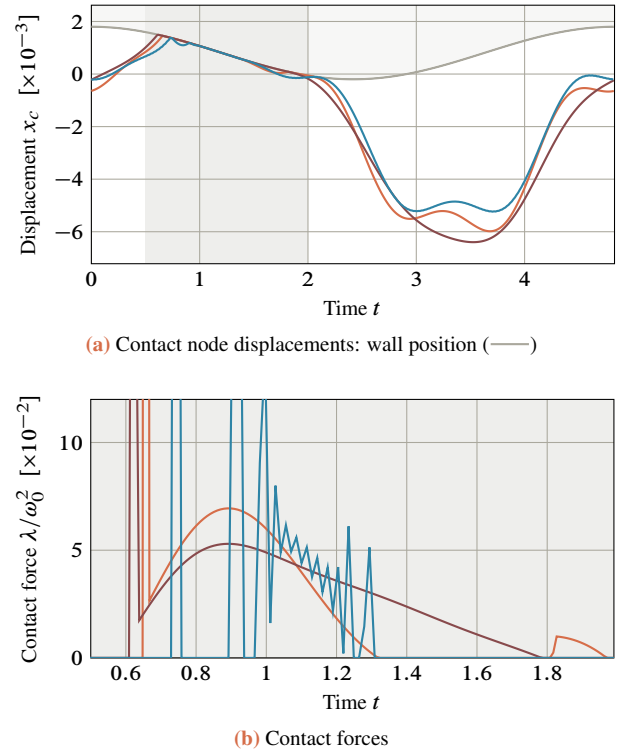 Displacement x_c [×10⁻³]
2
0
−2
−4
−6
0 1 2 3 4
Time t
(a) Contact node displacements: wall position (—)
Contact force λ/ω₀² [×10⁻²]
10
5
0
0.6 0.8 1 1.2 1.4 1.6 1.8
Time t
(b) Contact forces